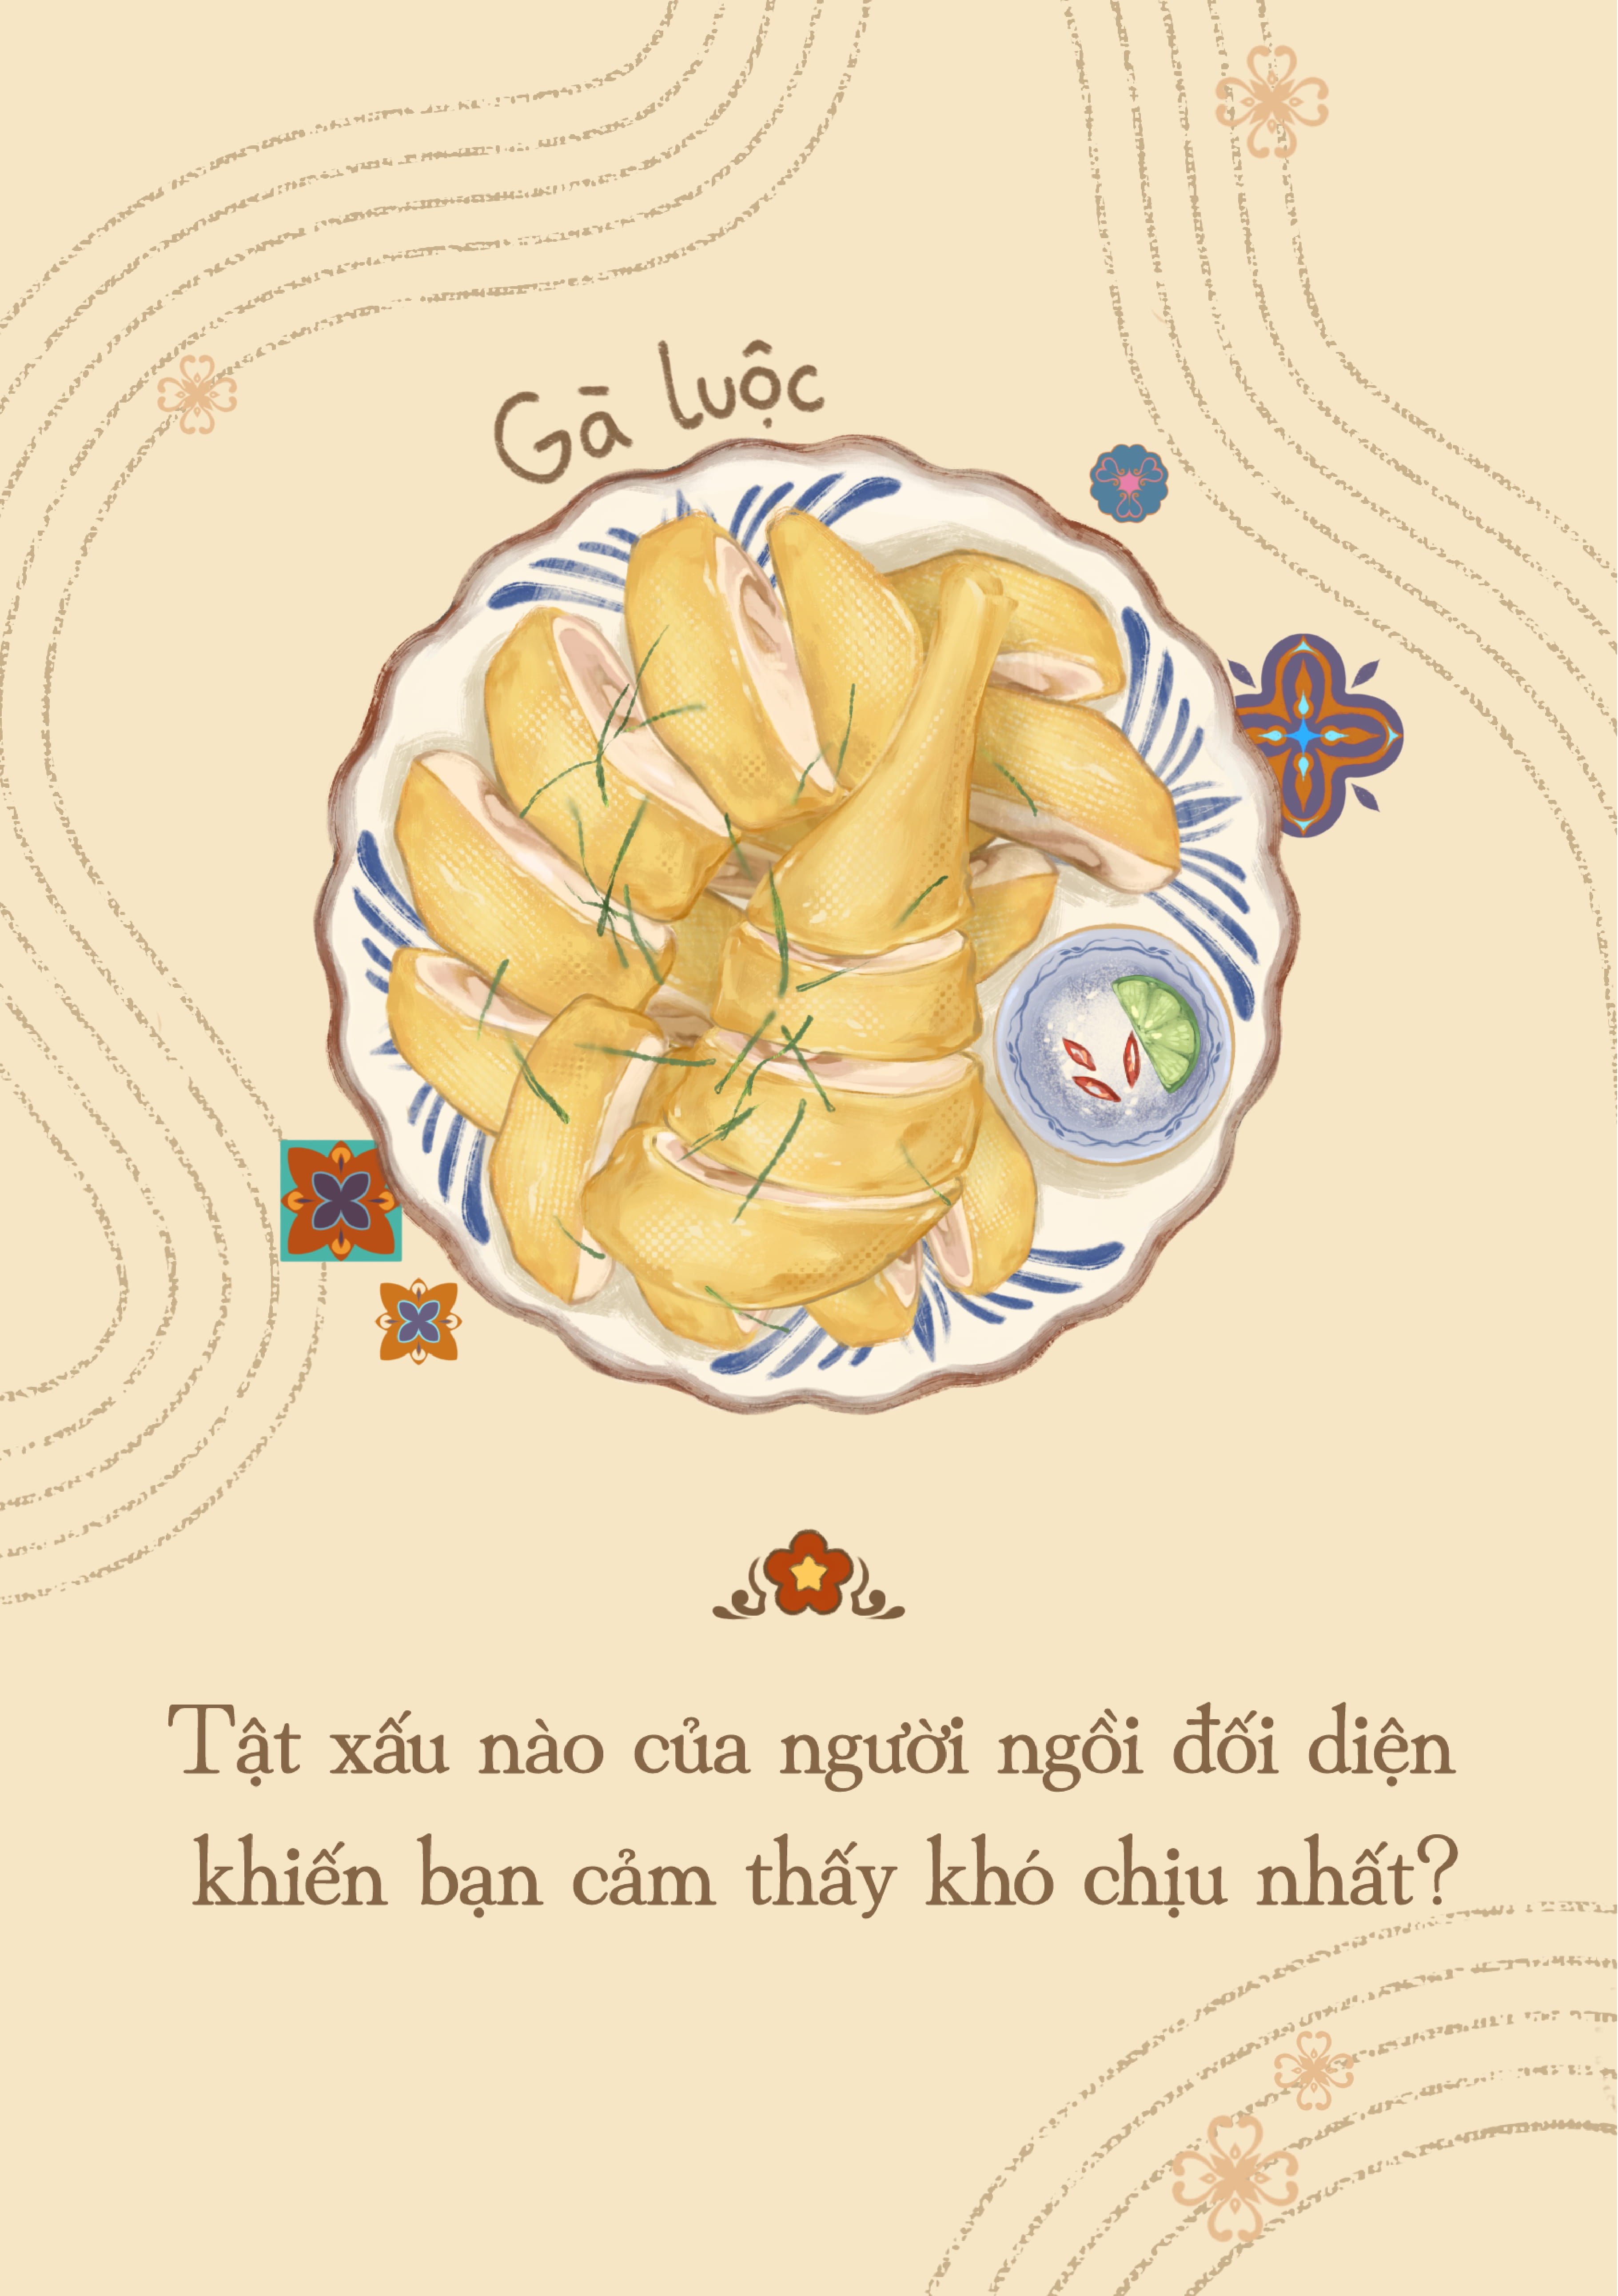 Gà luộc
Tật xấu nào của người ngồi đối diện
khiến bạn cảm thấy khó chịu nhất?